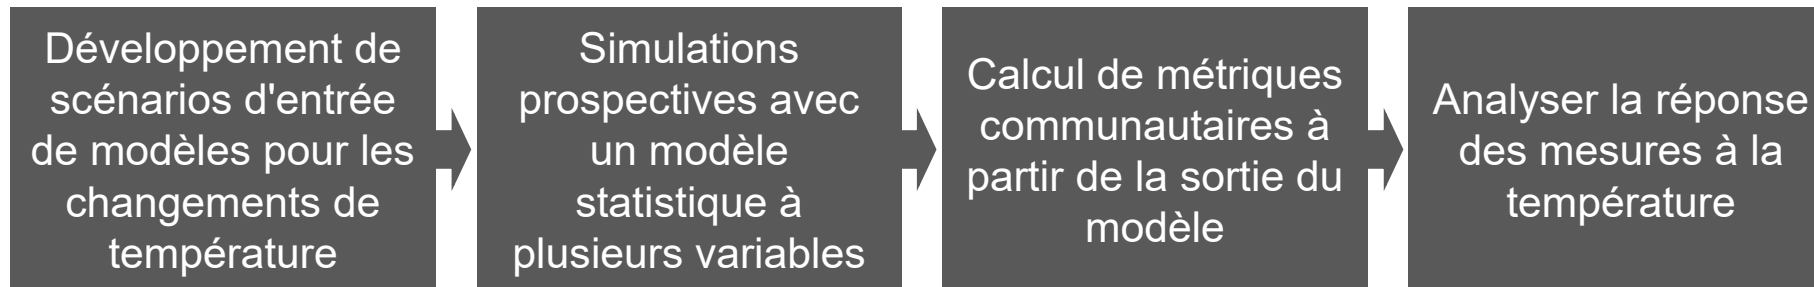 Développement de
scénarios d'entrée
de modèles pour les
changements de
température
Simulations
prospectives avec
un modèle
statistique à
plusieurs variables
Calcul de métriques
communautaires à
partir de la sortie du
modèle
Analyser la réponse
des mesures à la
température